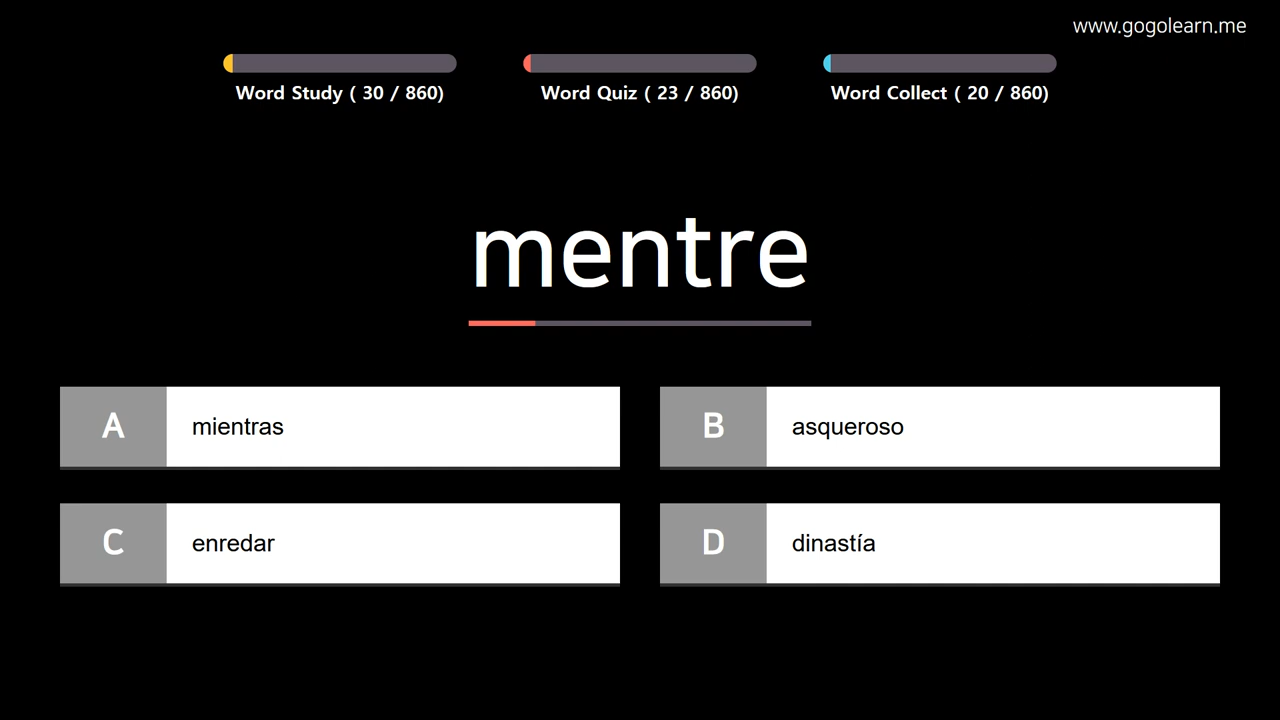 www.gogolearn.me
Word Study ( 30 / 860)
Word Quiz ( 23 / 860)
Word Collect ( 20 / 860)
mentre
A mientras
B asqueroso
C enredar
D dinastía